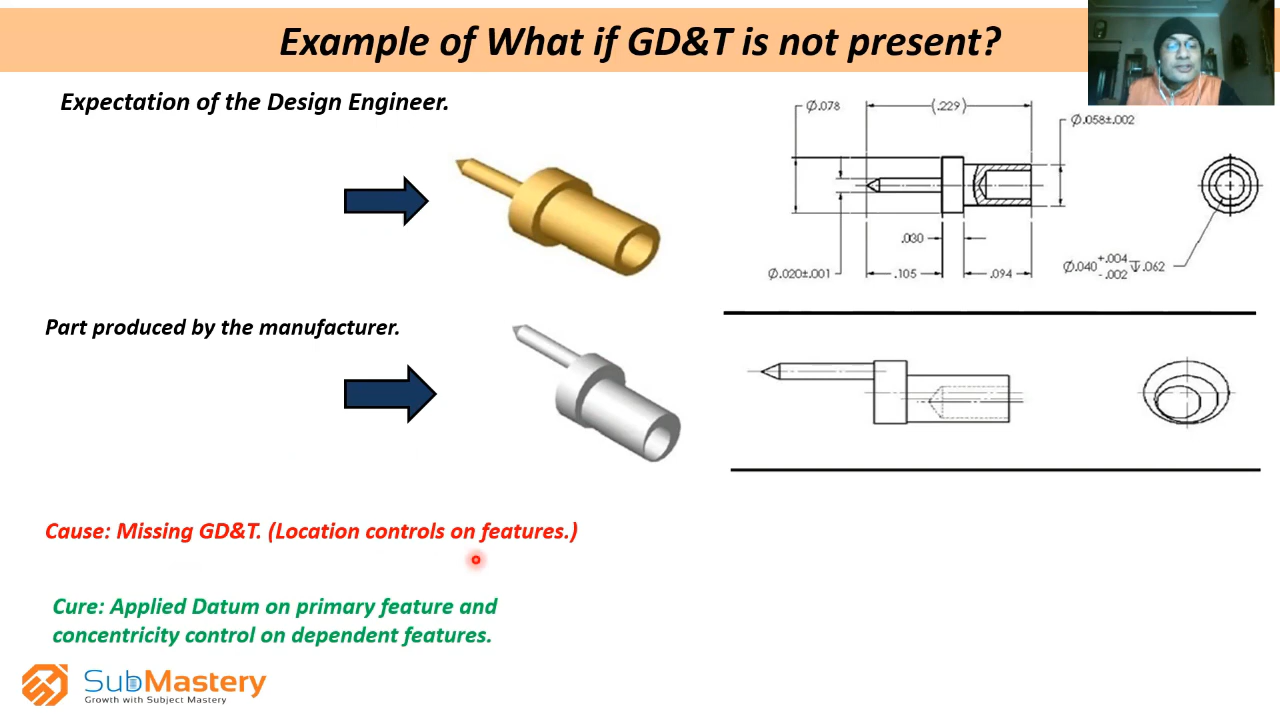 Example of What if GD&T is not present?
Expectation of the Design Engineer.
Ø.078
(.229)
Ø.058±.002
.030
Ø.020±.001
.105
.094
Ø.040 +.004 -.002 ↧.062
Part produced by the manufacturer.
Cause: Missing GD&T. (Location controls on features.)
Cure: Applied Datum on primary feature and
concentricity control on dependent features.
SubMastery
Growth with Subject Mastery